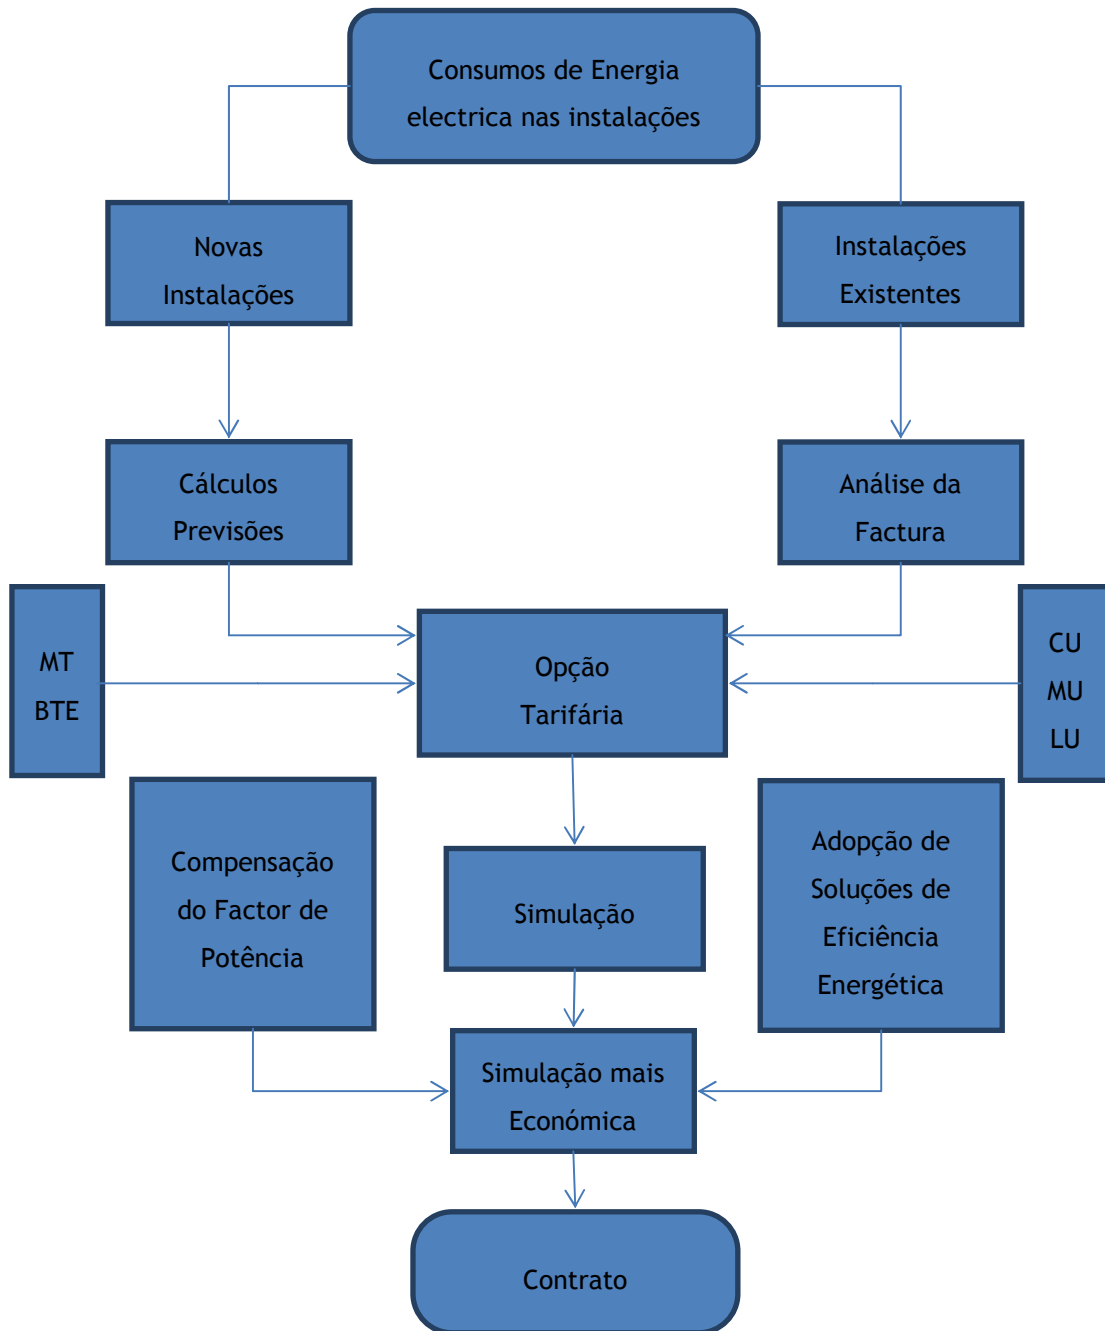 Consumos de Energia
electrica nas instalações
Novas
Instalações
Instalações
Existentes
Cálculos
Previsões
Análise da
Factura
MT
BTE
Opção
Tarifária
CU
MU
LU
Compensação
do Factor de
Potência
Simulação
Adopção de
Soluções de
Eficiência
Energética
Simulação mais
Económica
Contrato